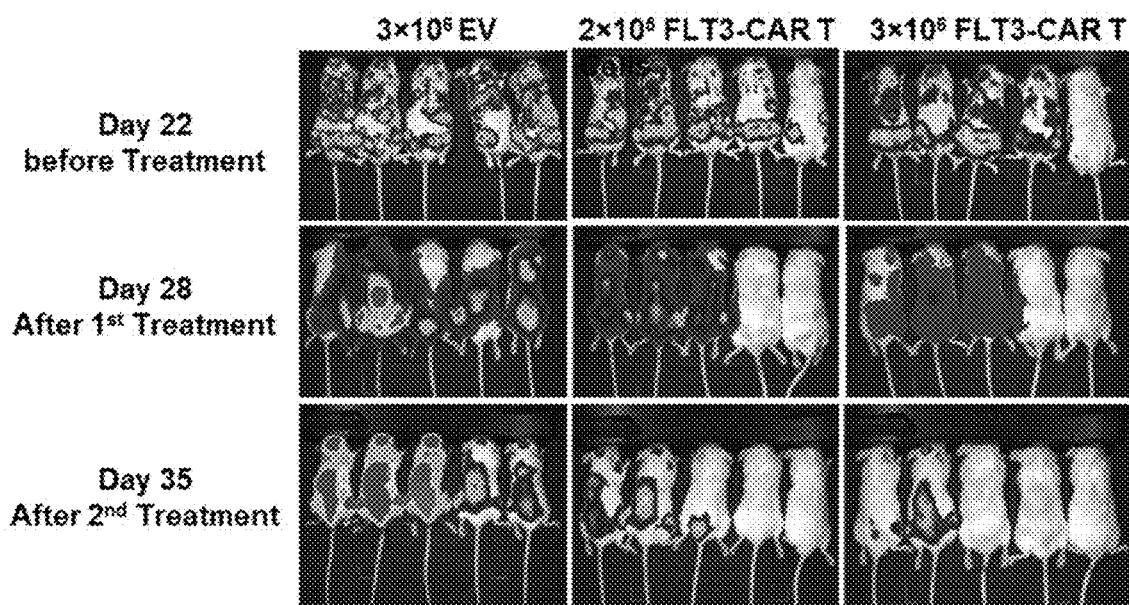 3×10⁶ EV
2×10⁶ FLT3-CAR T
3×10⁶ FLT3-CAR T
Day 22
before Treatment
Day 28
After 1st Treatment
Day 35
After 2nd Treatment